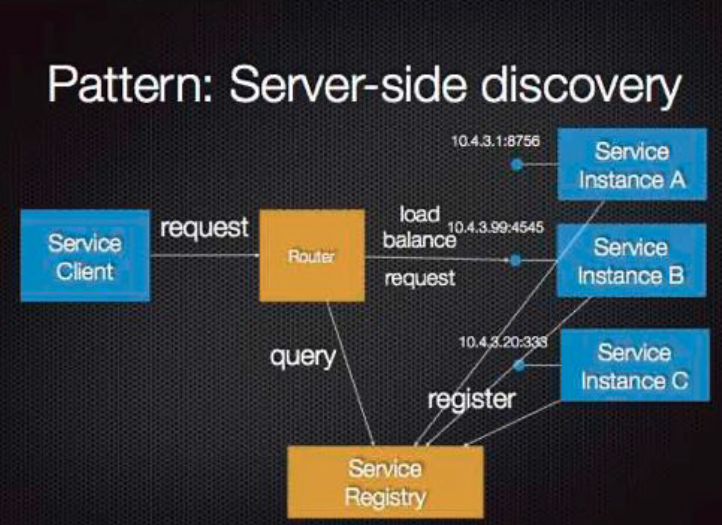 Pattern: Server-side discovery
10.4.3.1:8756
Service
Instance A
Service
Client
request
Router
load
balance
request
10.4.3.99:4545
Service
Instance B
query
10.4.3.20:333
Service
Instance C
register
Service
Registry